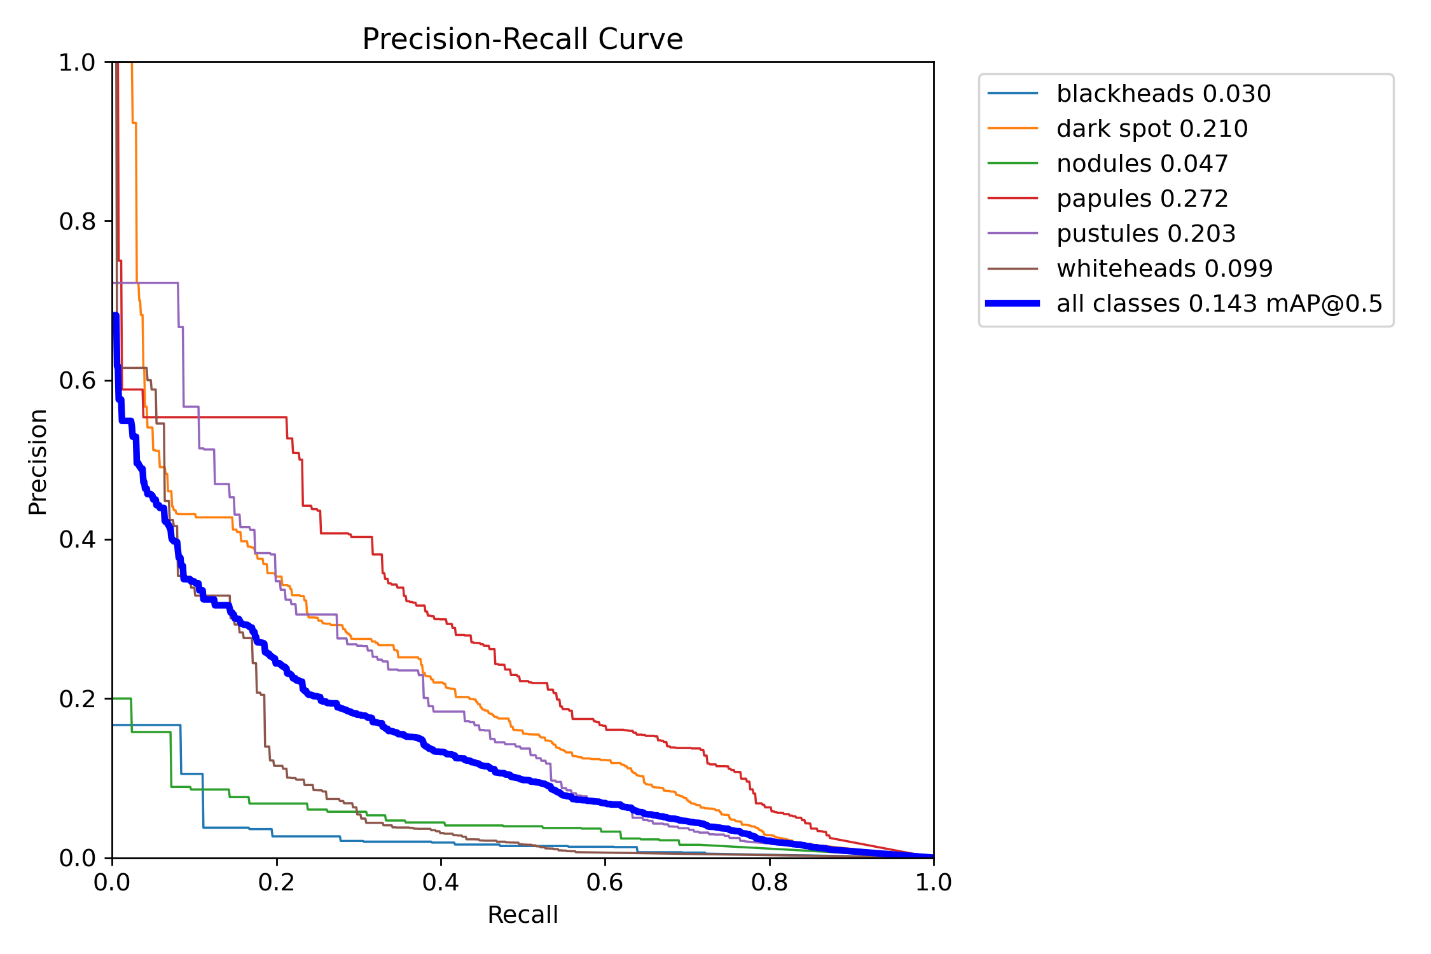 Precision-Recall Curve
1.0
0.8
0.6
0.4
0.2
0.0
Precision
0.0 0.2 0.4 0.6 0.8 1.0
Recall
blackheads 0.030
dark spot 0.210
nodules 0.047
papules 0.272
pustules 0.203
whiteheads 0.099
all classes 0.143 mAP@0.5